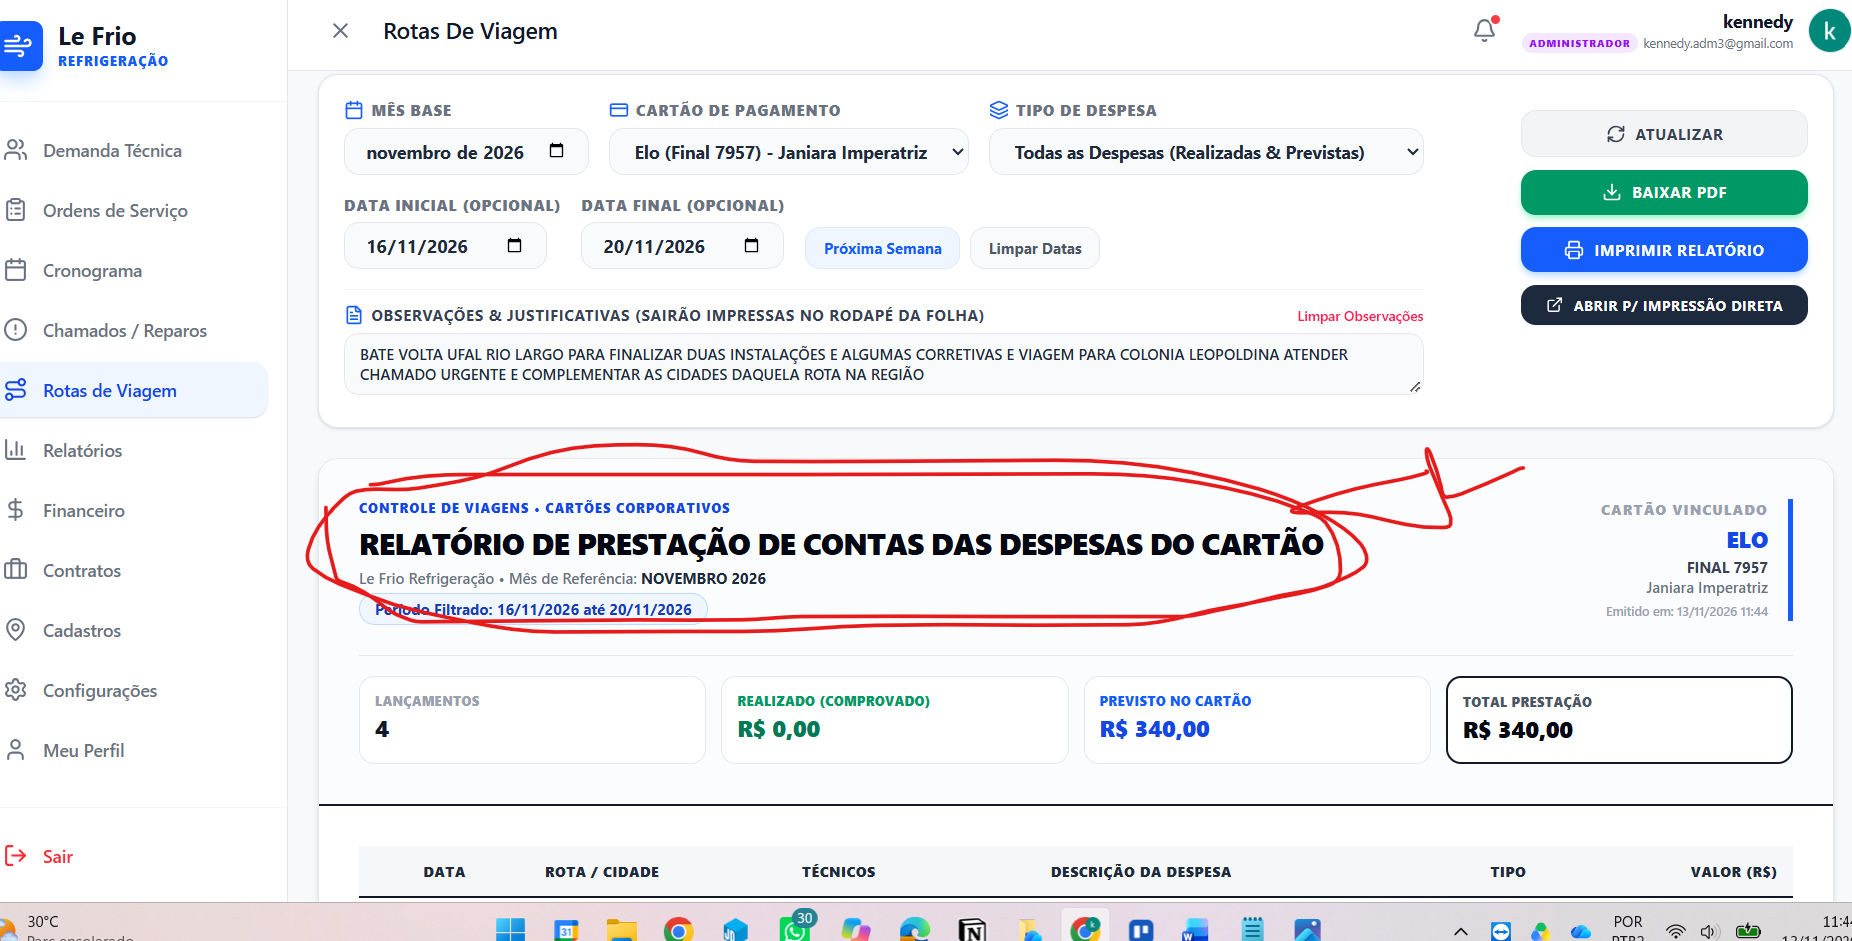 Le Frio
REFRIGERAÇÃO
Rotas De Viagem
kennedy
ADMINISTRADOR kennedy.adm3@gmail.com
k
Demanda Técnica
Ordens de Serviço
Cronograma
Chamados / Reparos
Rotas de Viagem
Relatórios
Financeiro
Contratos
Cadastros
Configurações
Meu Perfil
Sair
MÊS BASE
CARTÃO DE PAGAMENTO
TIPO DE DESPESA
novembro de 2026
Elo (Final 7957) - Janiara Imperatriz
Todas as Despesas (Realizadas & Previstas)
DATA INICIAL (OPCIONAL)
DATA FINAL (OPCIONAL)
16/11/2026
20/11/2026
Próxima Semana
Limpar Datas
ATUALIZAR
BAIXAR PDF
IMPRIMIR RELATÓRIO
ABRIR P/ IMPRESSÃO DIRETA
OBSERVAÇÕES & JUSTIFICATIVAS (SAIRÃO IMPRESSAS NO RODAPÉ DA FOLHA)
Limpar Observações
BATE VOLTA UFAL RIO LARGO PARA FINALIZAR DUAS INSTALAÇÕES E ALGUMAS CORRETIVAS E VIAGEM PARA COLONIA LEOPOLDINA ATENDER
CHAMADO URGENTE E COMPLEMENTAR AS CIDADES DAQUELA ROTA NA REGIÃO
CONTROLE DE VIAGENS • CARTÕES CORPORATIVOS
RELATÓRIO DE PRESTAÇÃO DE CONTAS DAS DESPESAS DO CARTÃO
Le Frio Refrigeração • Mês de Referência: NOVEMBRO 2026
Período Filtrado: 16/11/2026 até 20/11/2026
CARTÃO VINCULADO
ELO
FINAL 7957
Janiara Imperatriz
Emitido em: 13/11/2026 11:44
LANÇAMENTOS
4
REALIZADO (COMPROVADO)
R$ 0,00
PREVISTO NO CARTÃO
R$ 340,00
TOTAL PRESTAÇÃO
R$ 340,00
DATA
ROTA / CIDADE
TÉCNICOS
DESCRIÇÃO DA DESPESA
TIPO
VALOR (R$)
30°C
Parc ensolarado
31
30
POR
PTB2
11:44